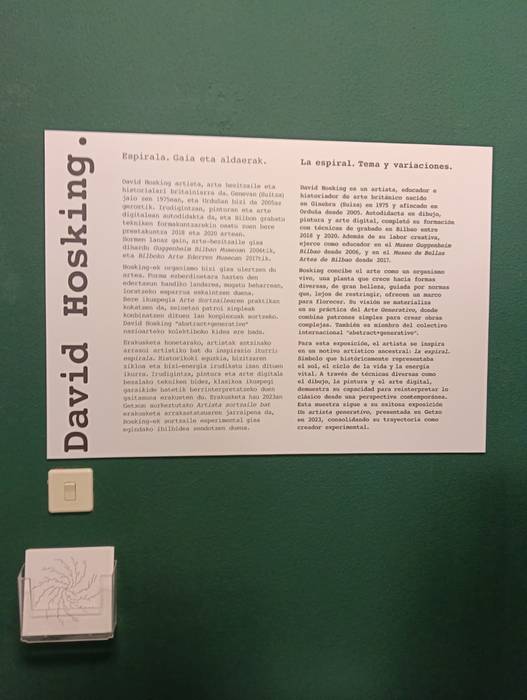 David Hosking.
Espirala. Gaia eta aldaerak.
David Hosking artista, arte hezitzaile eta
historialari britainiarra da. Genevan (Suitza)
jaio zen 1975ean, eta Orduñan bizi da 2005az
geroztik. Irudigintzan, pinturan eta arte
digitalean autodidakta da, eta Bilbon grabatu
tekniken formakuntzarekin osatu zuen bere
prestakuntza 2018 eta 2020 artean.
Sormen lanaz gain, arte-hezitzaile gisa
dihardu Guggenheim Bilbao Museoan 2006tik,
eta Bilboko Arte Ederren Museoan 2017tik.
Hosking-ek organismo bizi gisa ulertzen du
artea. Forma ezberdinetara hazten den
edertasun handiko landarea, mugatu beharrean,
loratzeko esparrua eskaintzen duena.
Bere ikuspegia Arte Sortzailearen praktikan
kokatzen da, zeinetan patroi sinpleak
konbinatzen dituen lan konplexuak sortzeko.
David Hosking "abstract+generative"
nazioarteko kolektiboko kidea ere bada.
Erakusketa honetarako, artistak antzinako
arrasoi artistiko bat du inspirazio iturri:
espirala. Historikoki eguzkia, bizitzaren
zikloa eta bizi-energia irudikatu izan dituen
ikurra. Irudigintza, pintura eta arte digitala
bezalako tekniken bidez, klasikoa ikuspegi
garaikide batetik berrinterpretatzeko duen
gaitasuna erakusten du. Erakusketa hau 2023an
Getxon aurkeztutako Artista sortzaile bat
erakusketa arrakastatsuaren jarraipena da,
Hosking-ek sortzaile esperimental gisa
egindako ibilbidea sendotzen duena.
La espiral. Tema y variaciones.
David Hosking es un artista, educador e
historiador de arte británico nacido
en Ginebra (Suiza) en 1975 y afincado en
Orduña desde 2005. Autodidacta en dibujo,
pintura y arte digital, completó su formación
con técnicas de grabado en Bilbao entre
2018 y 2020. Además de su labor creativa,
ejerce como educador en el Museo Guggenheim
Bilbao desde 2006, y en el Museo de Bellas
Artes de Bilbao desde 2017.
Hosking concibe el arte como un organismo
vivo, una planta que crece hacia formas
diversas, de gran belleza, guiada por normas
que, lejos de restringir, ofrecen un marco
para florecer. Su visión se materializa
en su práctica del Arte Generativo, donde
combina patrones simples para crear obras
complejas. También es miembro del colectivo
internacional "abstract+generative".
Para esta exposición, el artista se inspira
en un motivo artístico ancestral: la espiral.
Símbolo que históricamente representaba
el sol, el ciclo de la vida y la energía
vital. A través de técnicas diversas como
el dibujo, la pintura y el arte digital,
demuestra su capacidad para reinterpretar lo
clásico desde una perspectiva contemporánea.
Esta muestra sigue a su exitosa exposición
Un artista generativo, presentada en Getxo
en 2023, consolidando su trayectoria como
creador experimental.